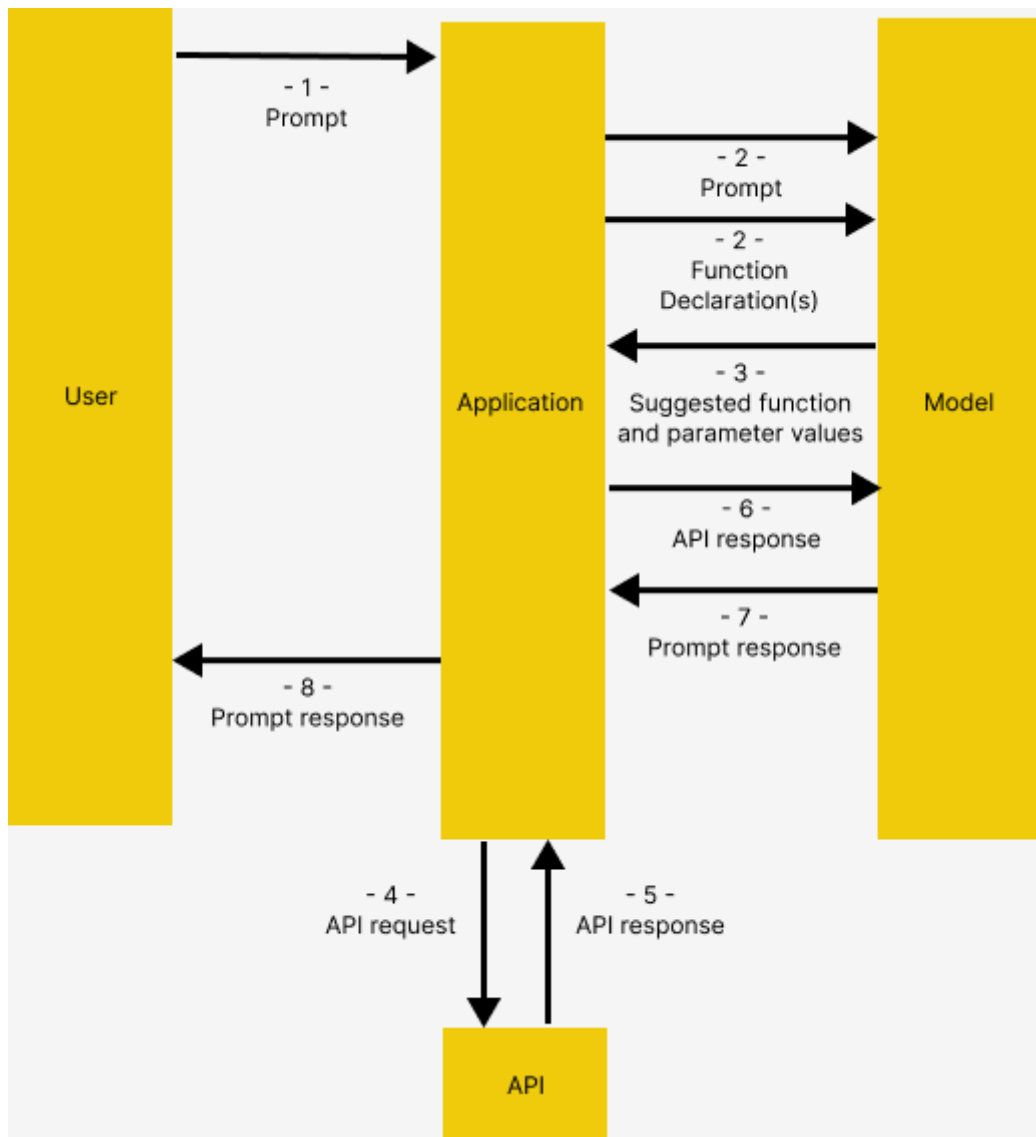 - 1 -
Prompt
- 2 -
Prompt
- 2 -
Function
Declaration(s)
User
Application
- 3 -
Suggested function
and parameter values
Model
- 6 -
API response
- 7 -
Prompt response
- 8 -
Prompt response
- 4 -
API request
- 5 -
API response
API